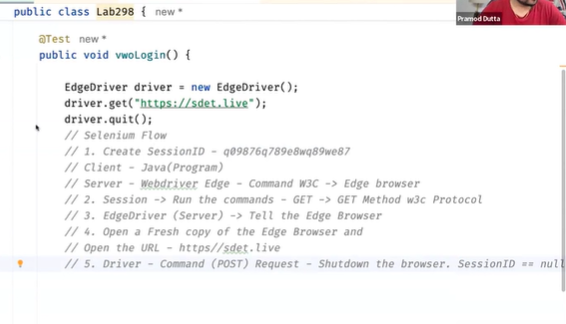 public class Lab298 { new *
Pramod Dutta
@Test new *
public void vwoLogin() {
EdgeDriver driver = new EdgeDriver();
driver.get("https://sdet.live");
driver.quit();
// Selenium Flow
// 1. Create SessionID - q09876q789e8wq89we87
// Client - Java(Program)
// Server - Webdriver Edge - Command W3C -> Edge browser
// 2. Session -> Run the commands - GET -> GET Method w3c Protocol
// 3. EdgeDriver (Server) -> Tell the Edge Browser
// 4. Open a Fresh copy of the Edge Browser and
// Open the URL - https//sdet.live
// 5. Driver - Command (POST) Request - Shutdown the browser. SessionID == null